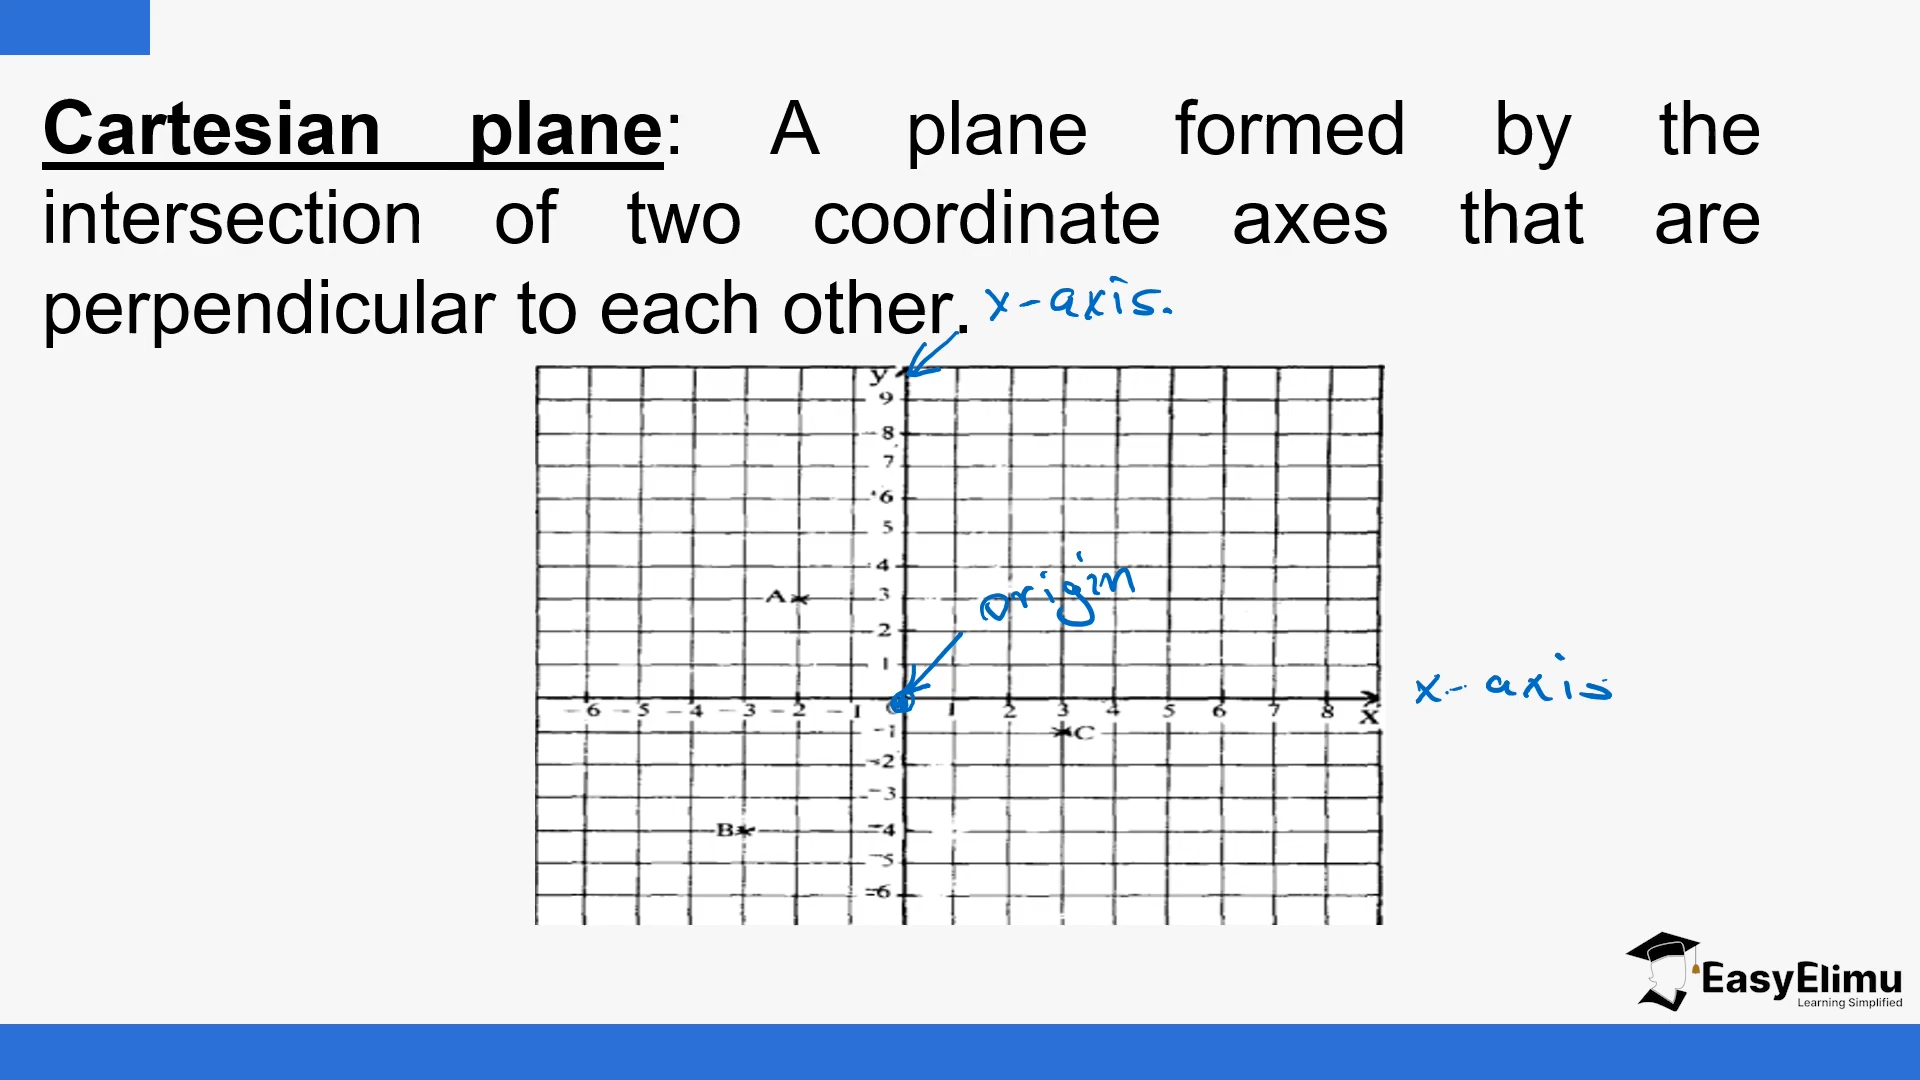 Cartesian plane: A plane formed by the
intersection of two coordinate axes that are
perpendicular to each other. x-axis.
y
9
8
7
6
5
4
origin
A 3
2
1
x-axis
-6 -5 -4 -3 -2 -1 0 1 2 3 4 5 6 7 8 x
-1 C
-2
-3
B -4
-5
-6
EasyElimu
Learning Simplified